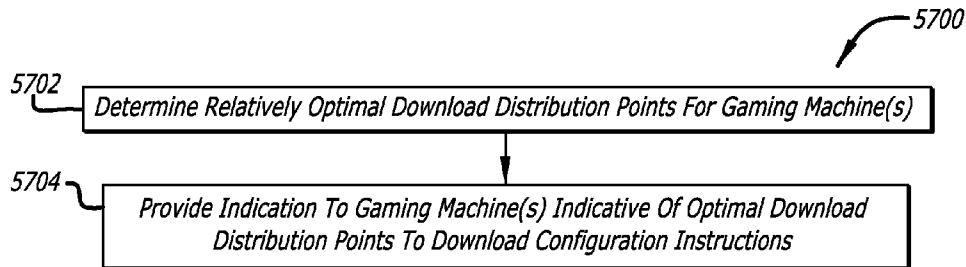 5700
5702
Determine Relatively Optimal Download Distribution Points For Gaming Machine(s)
5704
Provide Indication To Gaming Machine(s) Indicative Of Optimal Download
Distribution Points To Download Configuration Instructions